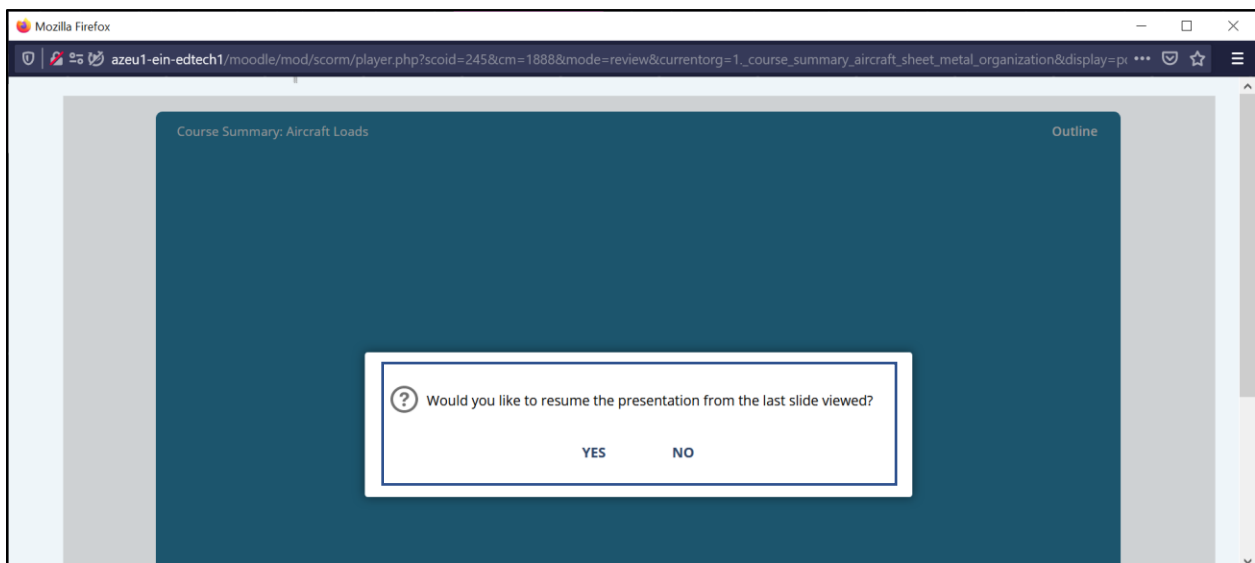 Mozilla Firefox
azeu1-ein-edtech1/moodle/mod/scorm/player.php?scoid=245&cm=1888&mode=review&currentorg=1._course_summary_aircraft_sheet_metal_organization&display=p
Course Summary: Aircraft Loads
Outline
? Would you like to resume the presentation from the last slide viewed?
YES NO